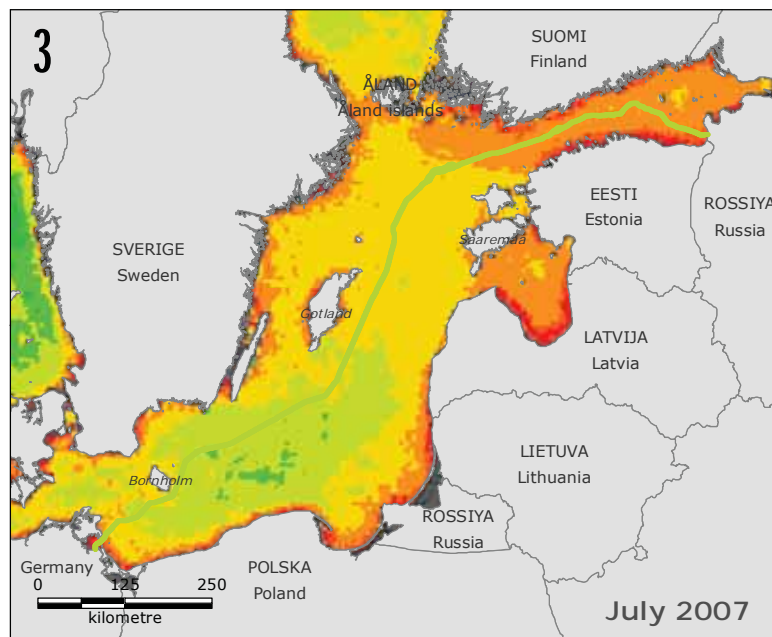 3
SUOMI
Finland
ÅLAND
Åland islands
EESTI
Estonia
ROSSIYA
Russia
SVERIGE
Sweden
Saaremaa
Gotland
LATVIJA
Latvia
LIETUVA
Lithuania
Bornholm
ROSSIYA
Russia
Germany
POLSKA
Poland
0 125 250
kilometre
July 2007